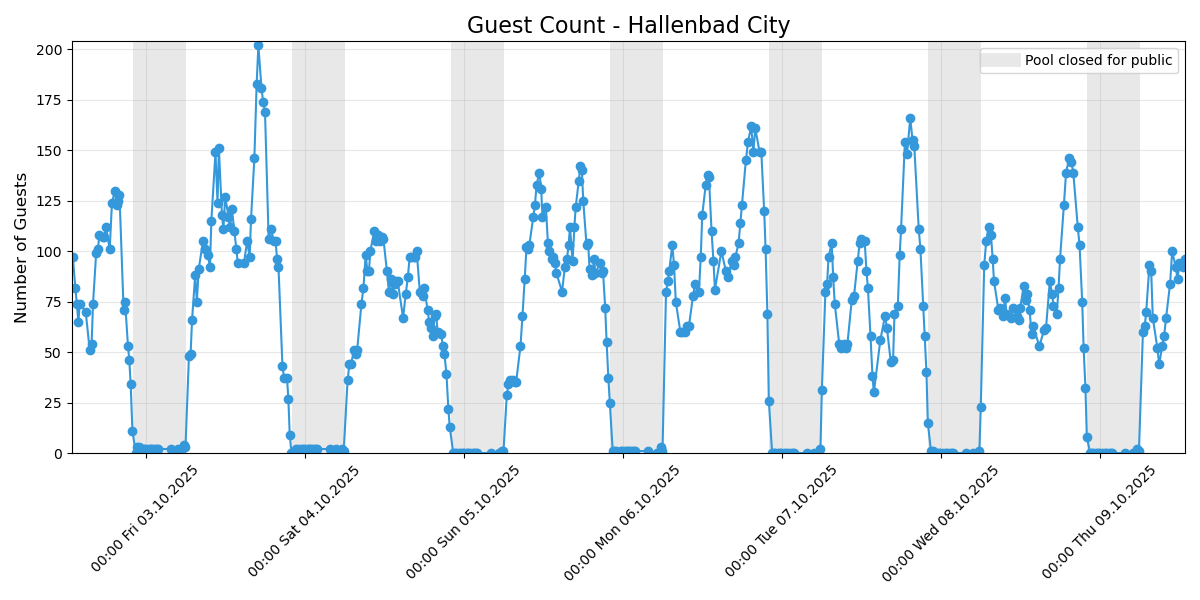 Guest Count - Hallenbad City
Pool closed for public
Number of Guests
200
175
150
125
100
75
50
25
0
00:00 Fri 03.10.2025
00:00 Sat 04.10.2025
00:00 Sun 05.10.2025
00:00 Mon 06.10.2025
00:00 Tue 07.10.2025
00:00 Wed 08.10.2025
00:00 Thu 09.10.2025